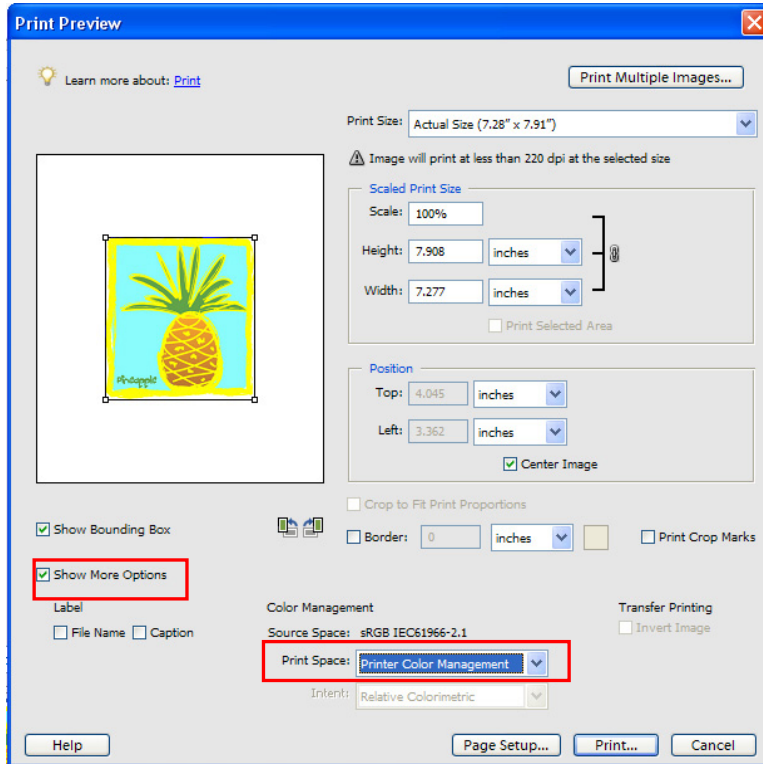 Print Preview
Learn more about: Print
Print Multiple Images...
Print Size: Actual Size (7.28" x 7.91")
Image will print at less than 220 dpi at the selected size
Scaled Print Size
Scale: 100%
Height: 7.908 inches
Width: 7.277 inches
Print Selected Area
Pineapple
Position
Top: 4.045 inches
Left: 3.362 inches
Center Image
Crop to Fit Print Proportions
Show Bounding Box
Border: 0 inches Print Crop Marks
Show More Options
Label Color Management Transfer Printing
File Name Caption Source Space: sRGB IEC61966-2.1 Invert Image
Print Space: Printer Color Management
Intent: Relative Colorimetric
Help Page Setup... Print... Cancel